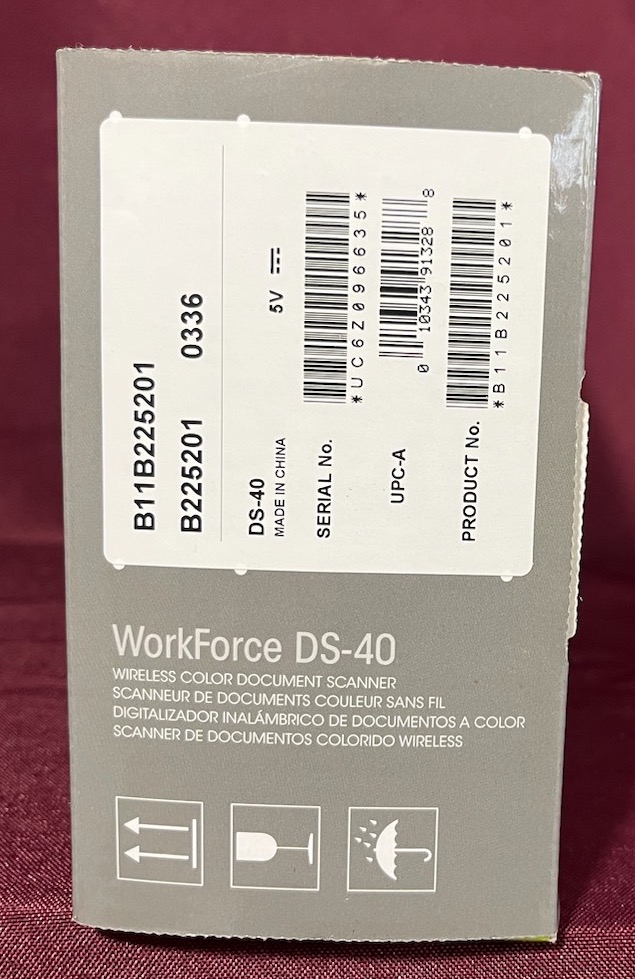 B11B225201
B225201 0336
DS-40
MADE IN CHINA
5V
SERIAL No.
*UC6Z096635*
UPC-A
0 10343 91328 8
PRODUCT No.
*B11B225201*
WorkForce DS-40
WIRELESS COLOR DOCUMENT SCANNER
SCANNEUR DE DOCUMENTS COULEUR SANS FIL
DIGITALIZADOR INALÁMBRICO DE DOCUMENTOS A COLOR
SCANNER DE DOCUMENTOS COLORIDO WIRELESS